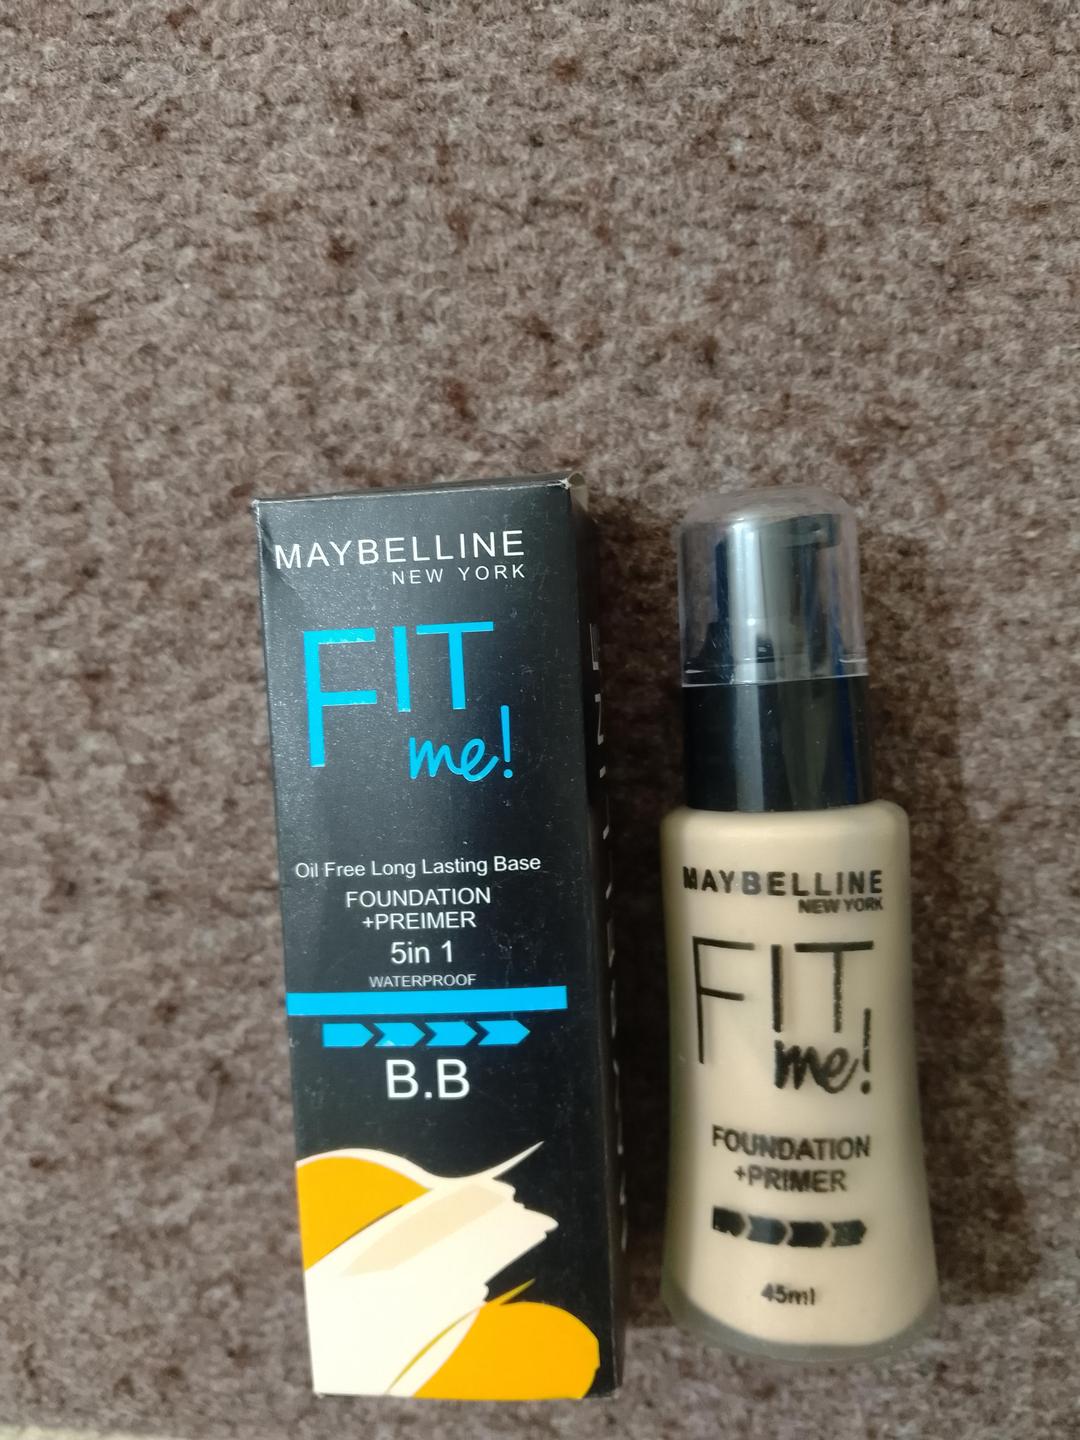 MAYBELLINE
NEW YORK
FIT
me!
Oil Free Long Lasting Base
FOUNDATION
+PREIMER
5in 1
WATERPROOF
B.B
MAYBELLINE
NEW YORK
FIT
me!
FOUNDATION
+PRIMER
45ml